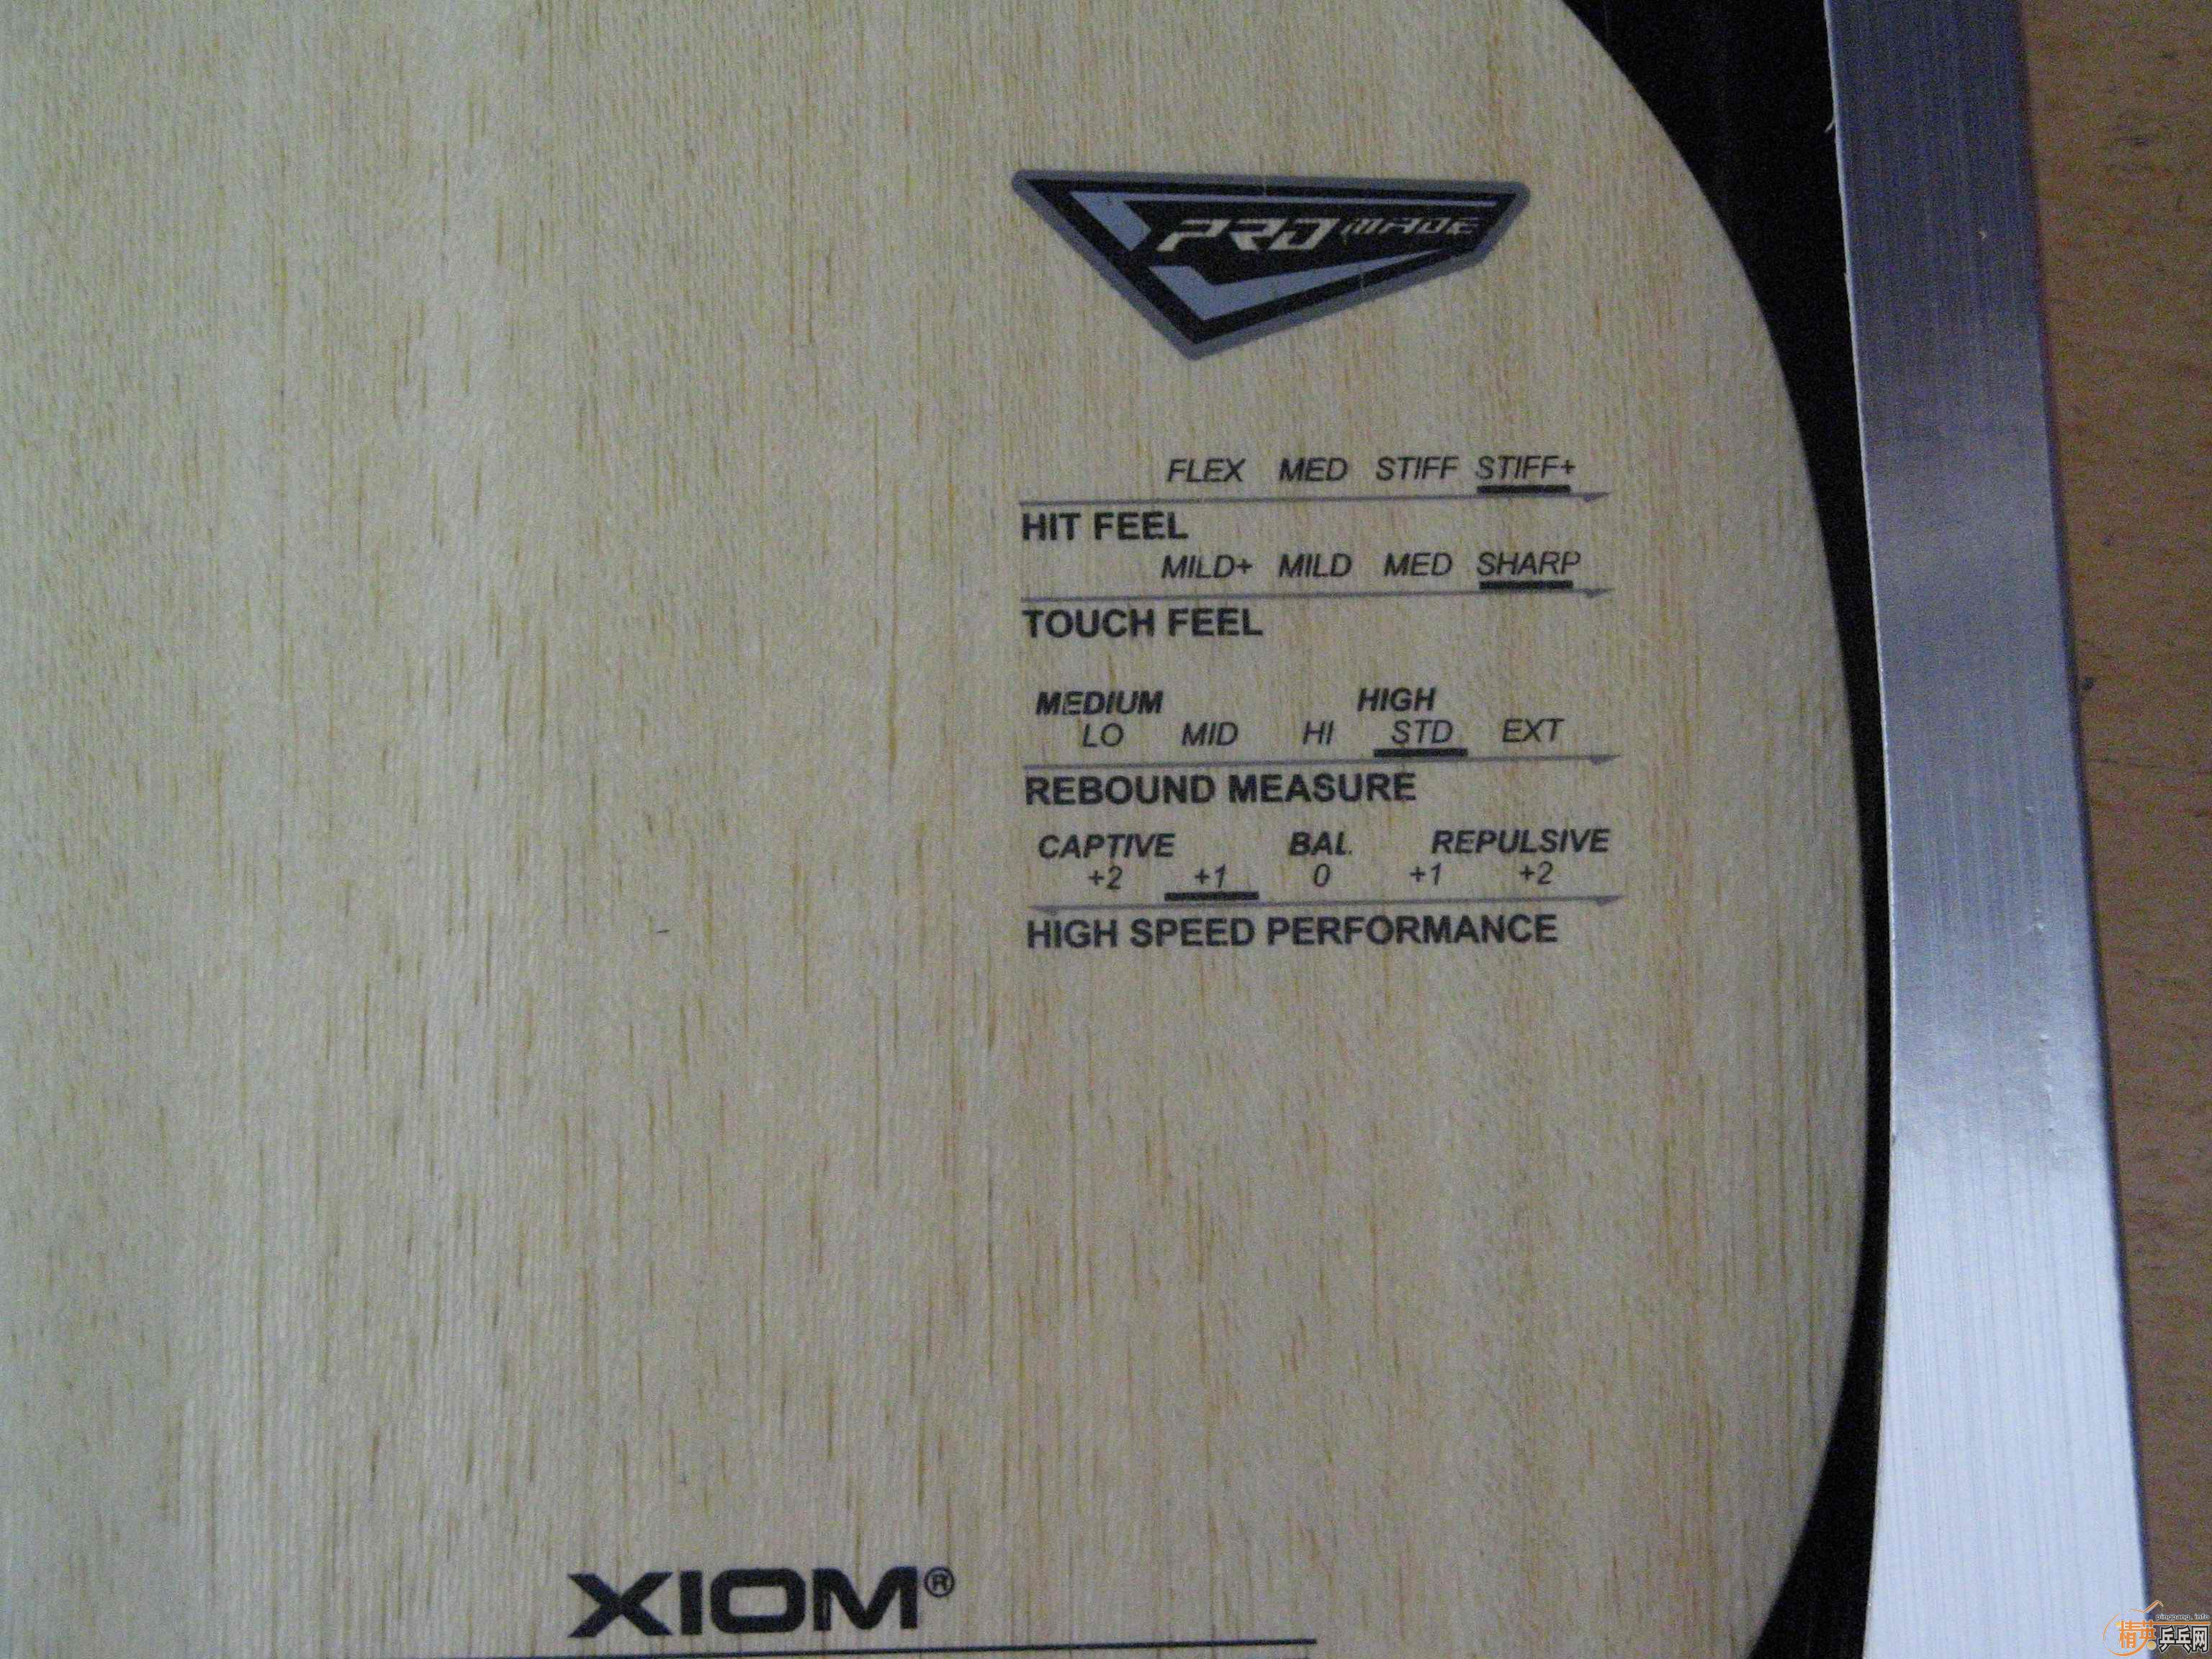 PRO MADE
FLEX MED STIFF STIFF+
HIT FEEL
MILD+ MILD MED SHARP
TOUCH FEEL
MEDIUM HIGH
LO MID HI STD EXT
REBOUND MEASURE
CAPTIVE BAL. REPULSIVE
+2 +1 0 +1 +2
HIGH SPEED PERFORMANCE
XIOM®
pingpang.info
精英乒乓网